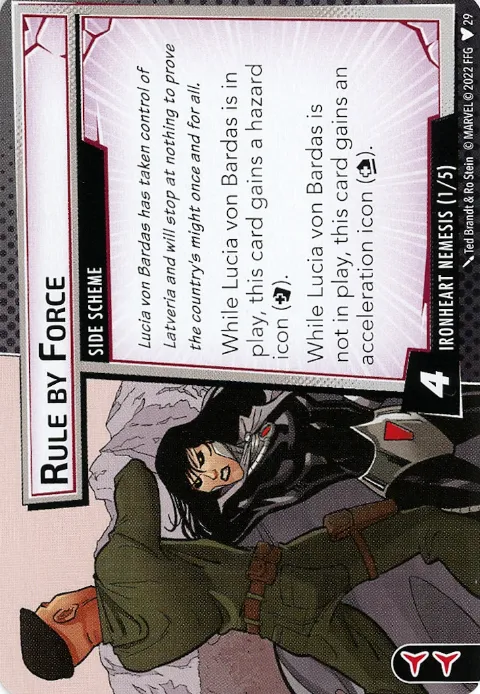 RULE BY FORCE
SIDE SCHEME
Lucia von Bardas has taken control of
Latveria and will stop at nothing to prove
the country's might once and for all.
While Lucia von Bardas is in
play, this card gains a hazard
icon ( ).
While Lucia von Bardas is
not in play, this card gains an
acceleration icon ( ).
4
IRONHEART NEMESIS (1/5)
Ted Brandt & Ro Stein © MARVEL © 2022 FFG 29